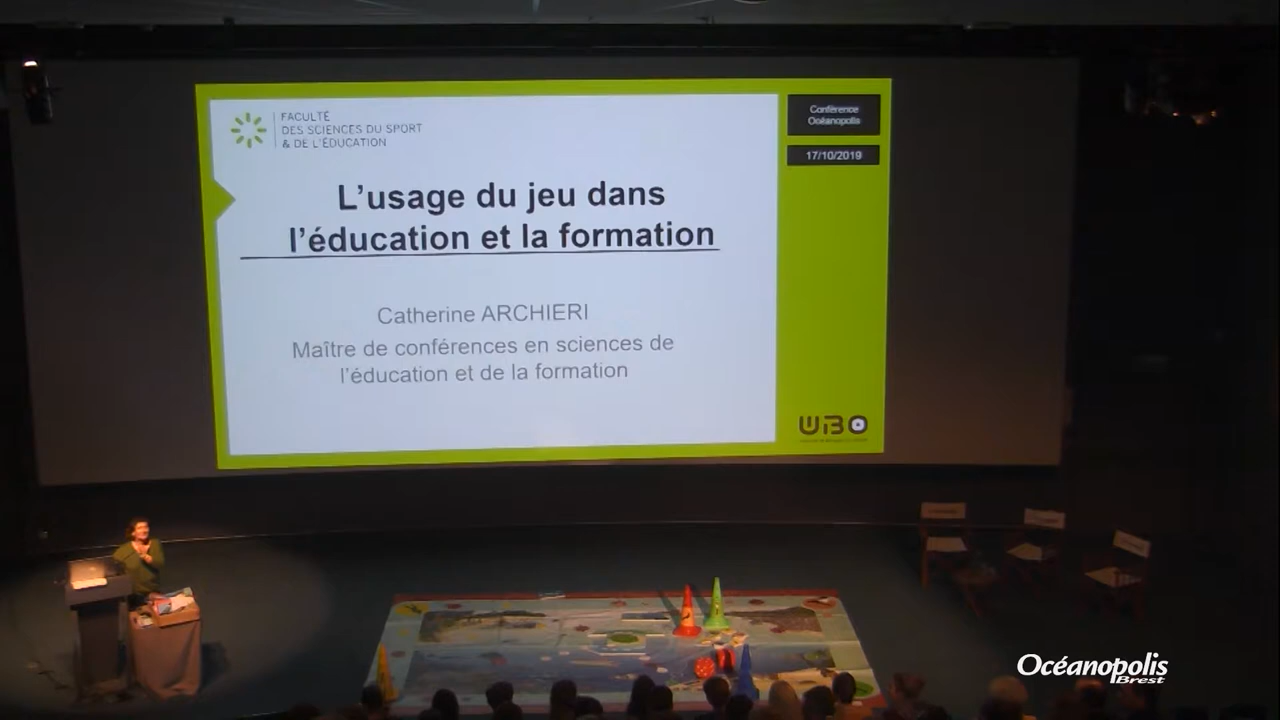 FACULTÉ
DES SCIENCES DU SPORT
& DE L'ÉDUCATION
Conférence
Océanopolis
17/10/2019
L'usage du jeu dans
l'éducation et la formation
Catherine ARCHIERI
Maître de conférences en sciences de
l'éducation et de la formation
UBO
Océanopolis
Brest